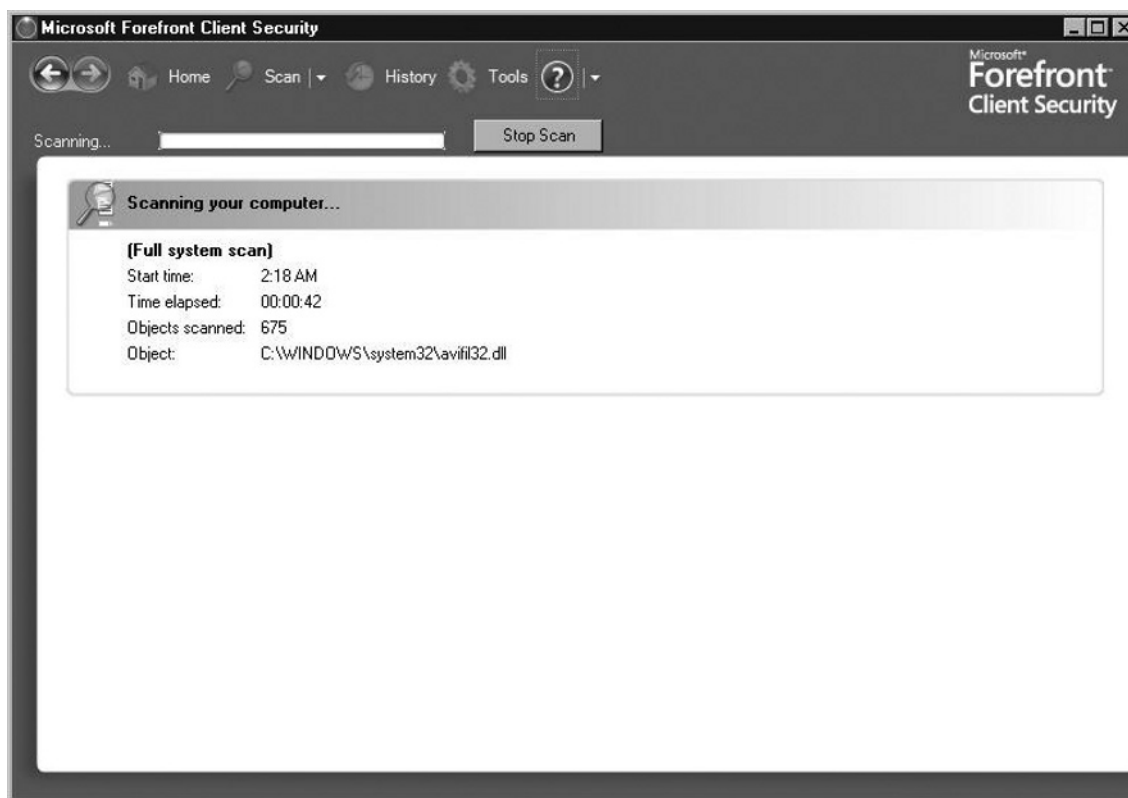 Microsoft Forefront Client Security
Home Scan History Tools ?
Microsoft®
Forefront™
Client Security
Scanning... Stop Scan
Scanning your computer...
(Full system scan)
Start time: 2:18 AM
Time elapsed: 00:00:42
Objects scanned: 675
Object: C:\WINDOWS\system32\avifil32.dll